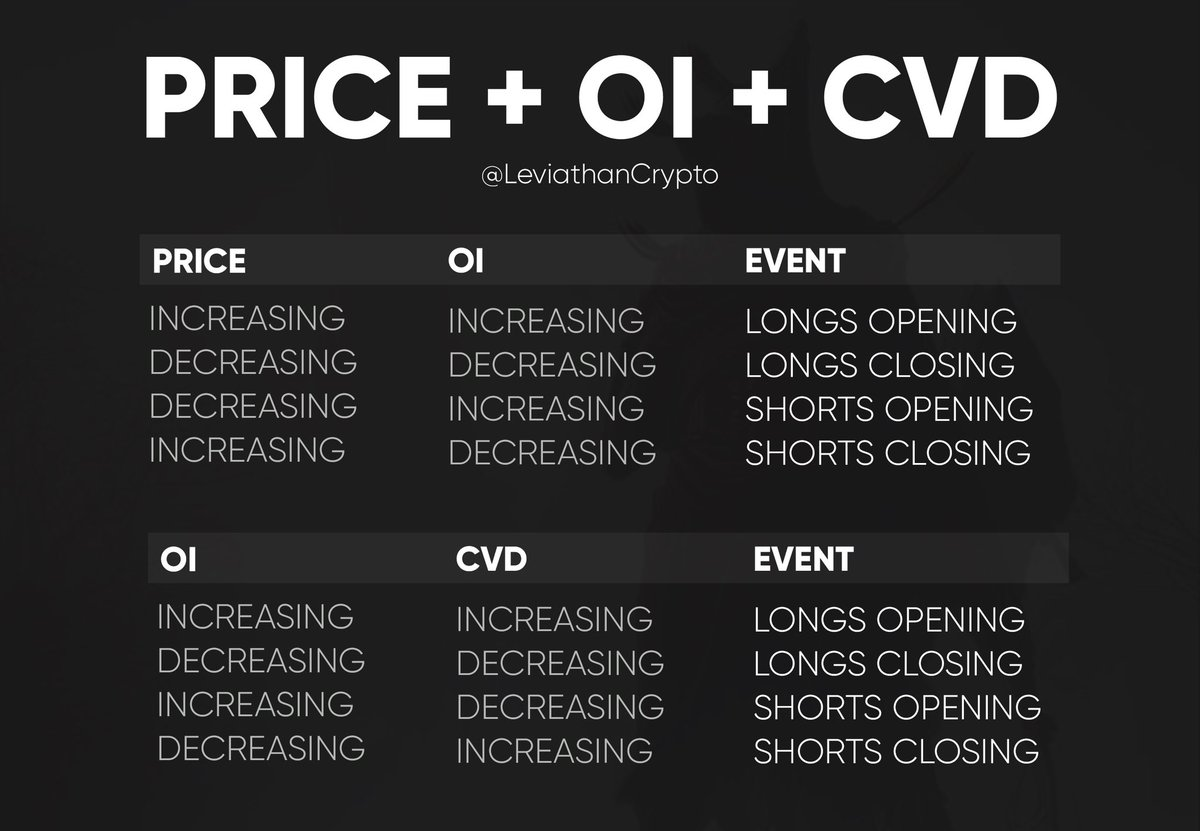 PRICE + OI + CVD
@LeviathanCrypto
PRICE OI EVENT
INCREASING INCREASING LONGS OPENING
DECREASING DECREASING LONGS CLOSING
DECREASING INCREASING SHORTS OPENING
INCREASING DECREASING SHORTS CLOSING
OI CVD EVENT
INCREASING INCREASING LONGS OPENING
DECREASING DECREASING LONGS CLOSING
INCREASING DECREASING SHORTS OPENING
DECREASING INCREASING SHORTS CLOSING